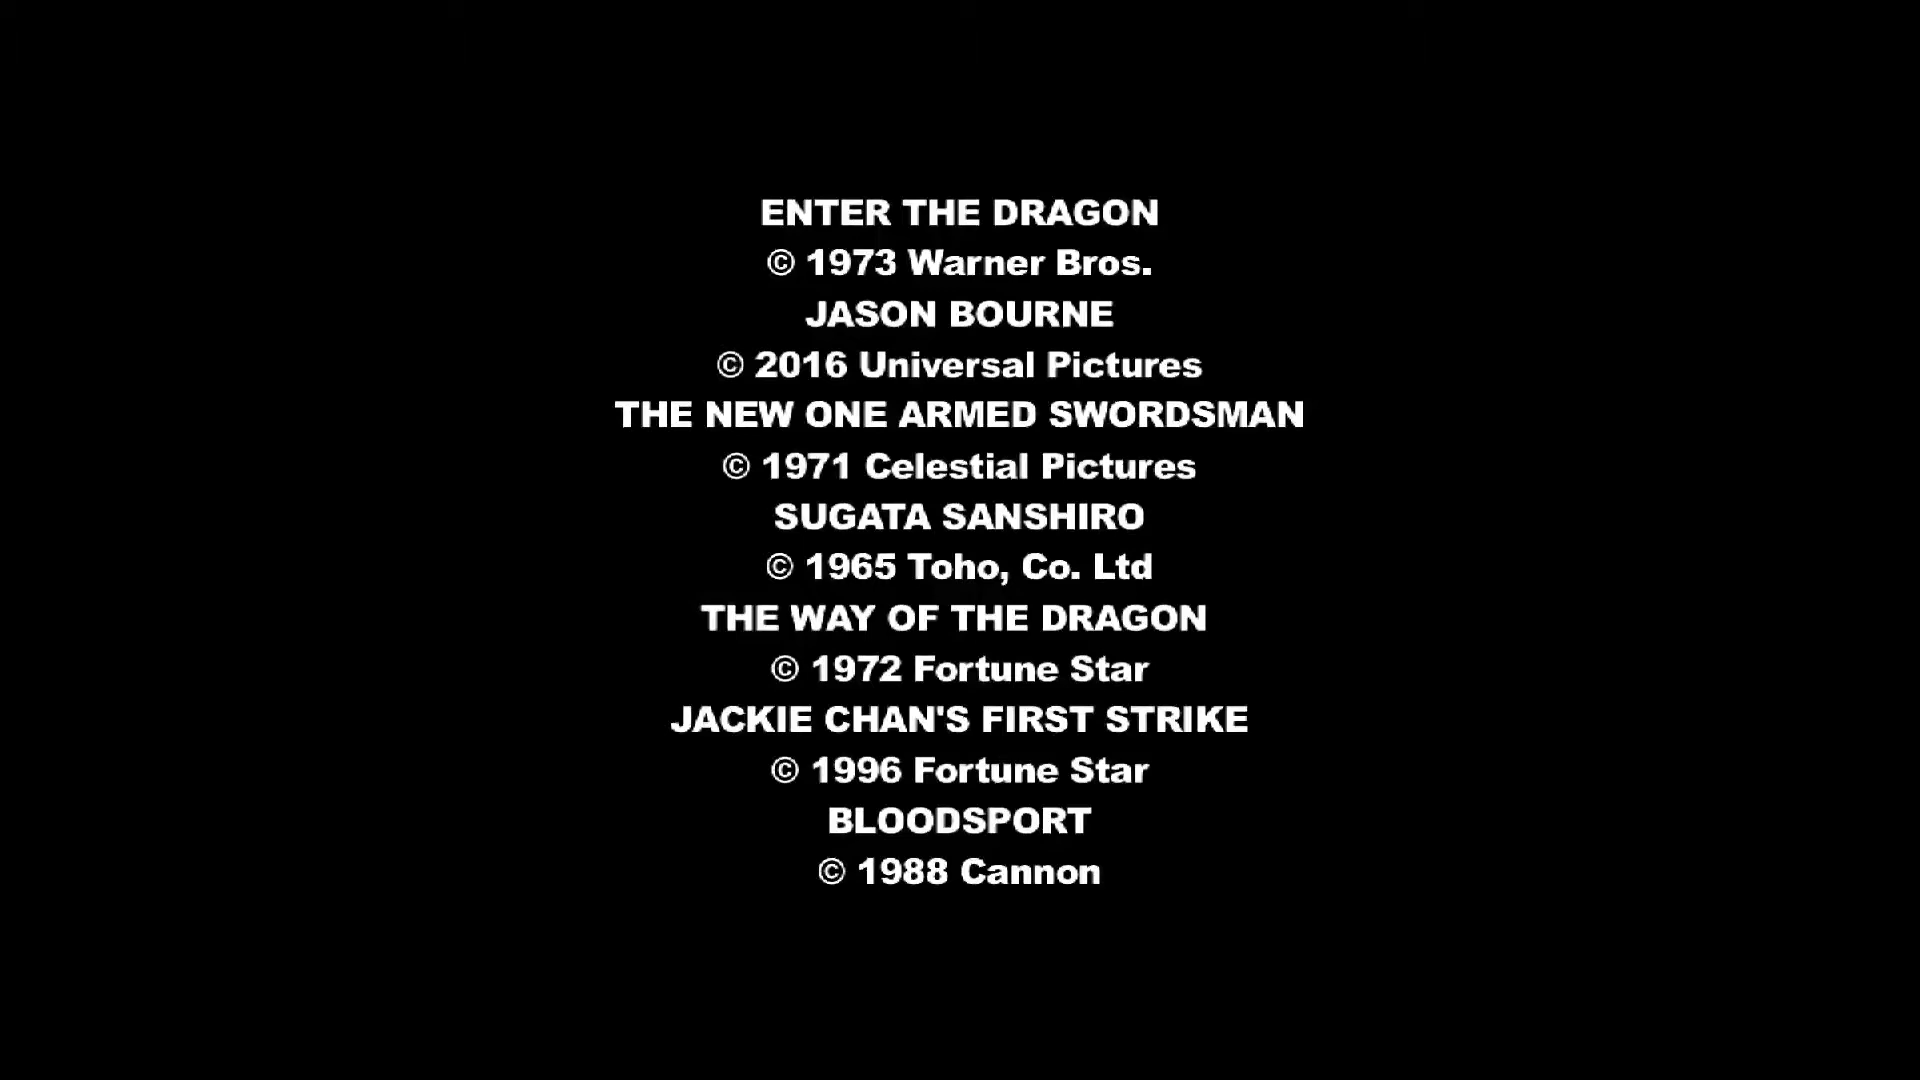 ENTER THE DRAGON
© 1973 Warner Bros.
JASON BOURNE
© 2016 Universal Pictures
THE NEW ONE ARMED SWORDSMAN
© 1971 Celestial Pictures
SUGATA SANSHIRO
© 1965 Toho, Co. Ltd
THE WAY OF THE DRAGON
© 1972 Fortune Star
JACKIE CHAN'S FIRST STRIKE
© 1996 Fortune Star
BLOODSPORT
© 1988 Cannon